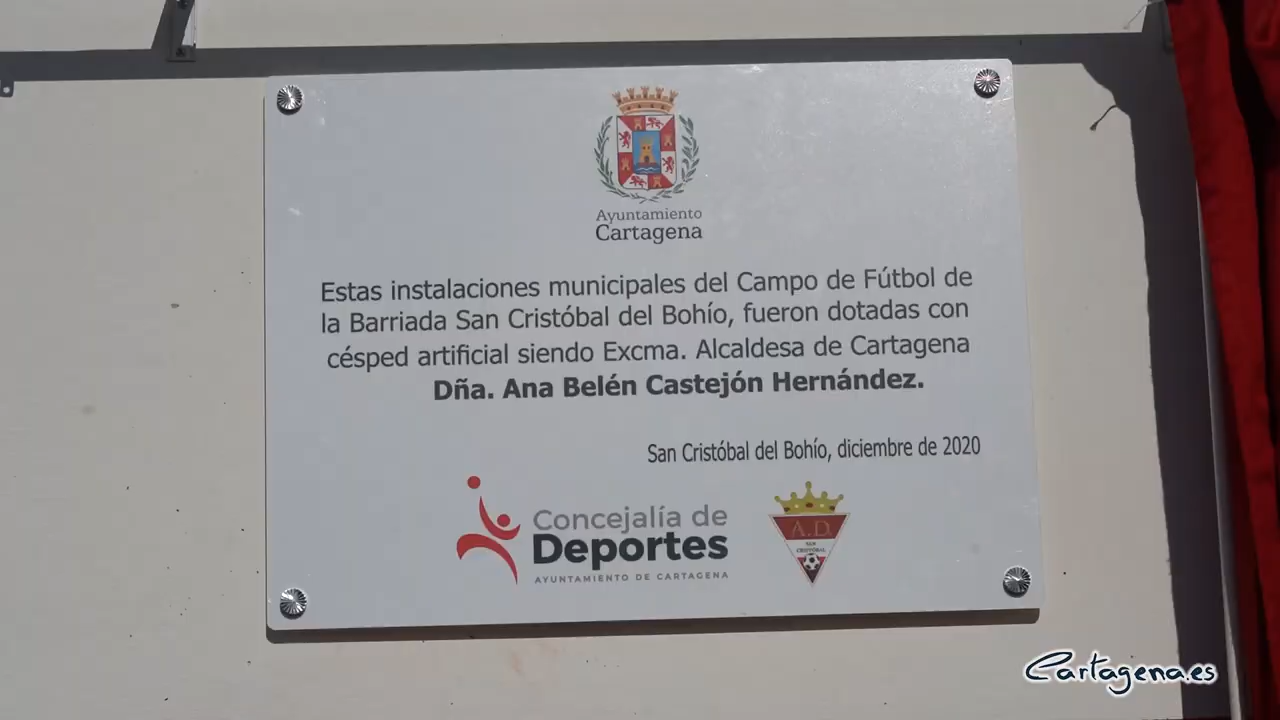 Ayuntamiento
Cartagena
Estas instalaciones municipales del Campo de Fútbol de
la Barriada San Cristóbal del Bohío, fueron dotadas con
césped artificial siendo Excma. Alcaldesa de Cartagena
Dña. Ana Belén Castejón Hernández.
San Cristóbal del Bohío, diciembre de 2020
Concejalía de
Deportes
AYUNTAMIENTO DE CARTAGENA
A.D.
SAN
CRISTÓBAL
Cartagena.es